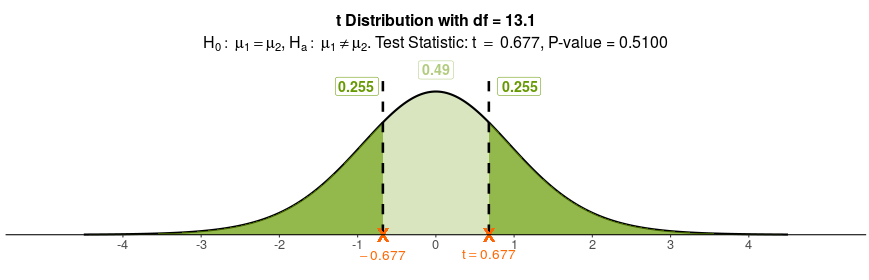 t Distribution with df = 13.1
H₀: μ₁=μ₂, Hₐ: μ₁≠μ₂. Test Statistic: t = 0.677, P-value = 0.5100
0.49
0.255 0.255
-4 -3 -2 -1 0 1 2 3 4
−0.677 t=0.677